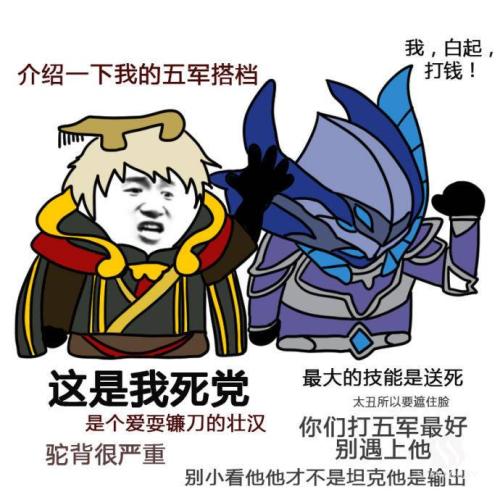 介绍一下我的五军搭档
我，白起，
打钱！
这是我死党
是个爱耍镰刀的壮汉
驼背很严重
最大的技能是送死
太丑所以要遮住脸
你们打五军最好
别遇上他
别小看他他才不是坦克他是输出